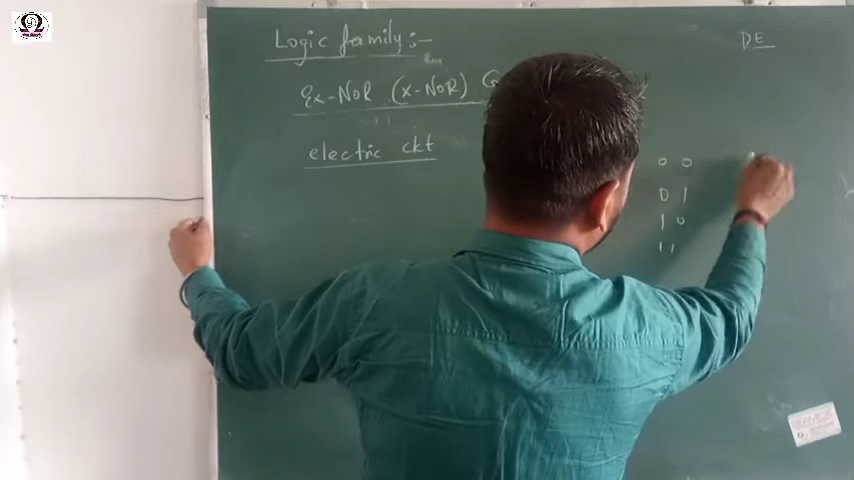 Logic family :-
DE
Ex-NOR (X-NOR) G
electric ckt
0 0
0 1
1 0
1 1